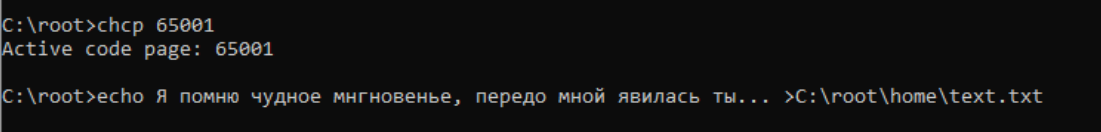 C:\root>chcp 65001
Active code page: 65001
C:\root>echo Я помню чудное мнгновенье, передо мной явилась ты... >C:\root\home\text.txt